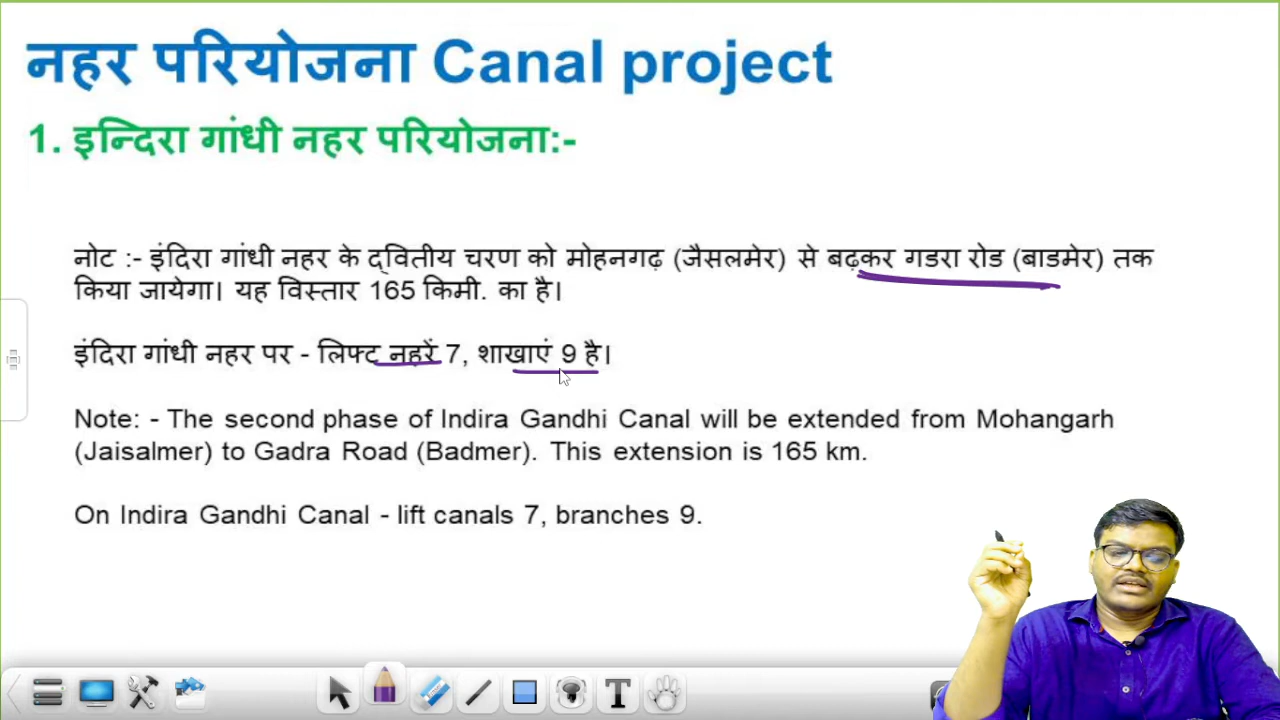 नहर परियोजना Canal project
1. इन्दिरा गांधी नहर परियोजना:-
नोट :- इंदिरा गांधी नहर के द्वितीय चरण को मोहनगढ़ (जैसलमेर) से बढ़कर गडरा रोड (बाडमेर) तक
किया जायेगा। यह विस्तार 165 किमी. का है।
इंदिरा गांधी नहर पर - लिफ्ट नहरें 7, शाखाएं 9 है।
Note: - The second phase of Indira Gandhi Canal will be extended from Mohangarh
(Jaisalmer) to Gadra Road (Badmer). This extension is 165 km.
On Indira Gandhi Canal - lift canals 7, branches 9.